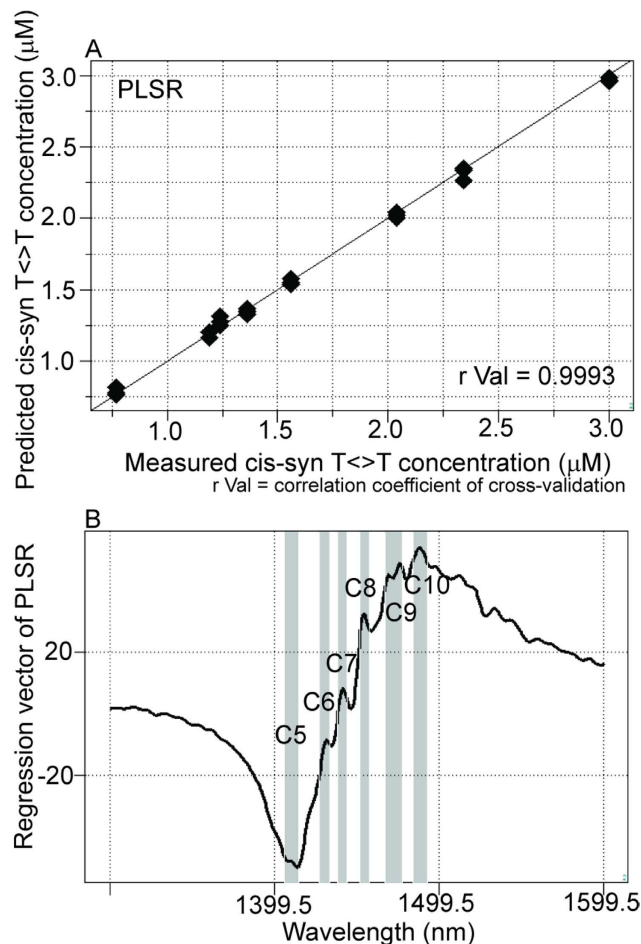 A
Predicted cis-syn T<>T concentration (μM)
3.0
2.5
2.0
1.5
1.0
PLSR
r Val = 0.9993
1.0
1.5
2.0
2.5
3.0
Measured cis-syn T<>T concentration (μM)
r Val = correlation coefficient of cross-validation
B
Regression vector of PLSR
20
-20
C5
C6
C7
C8
C9
C10
1399.5
1499.5
1599.5
Wavelength (nm)